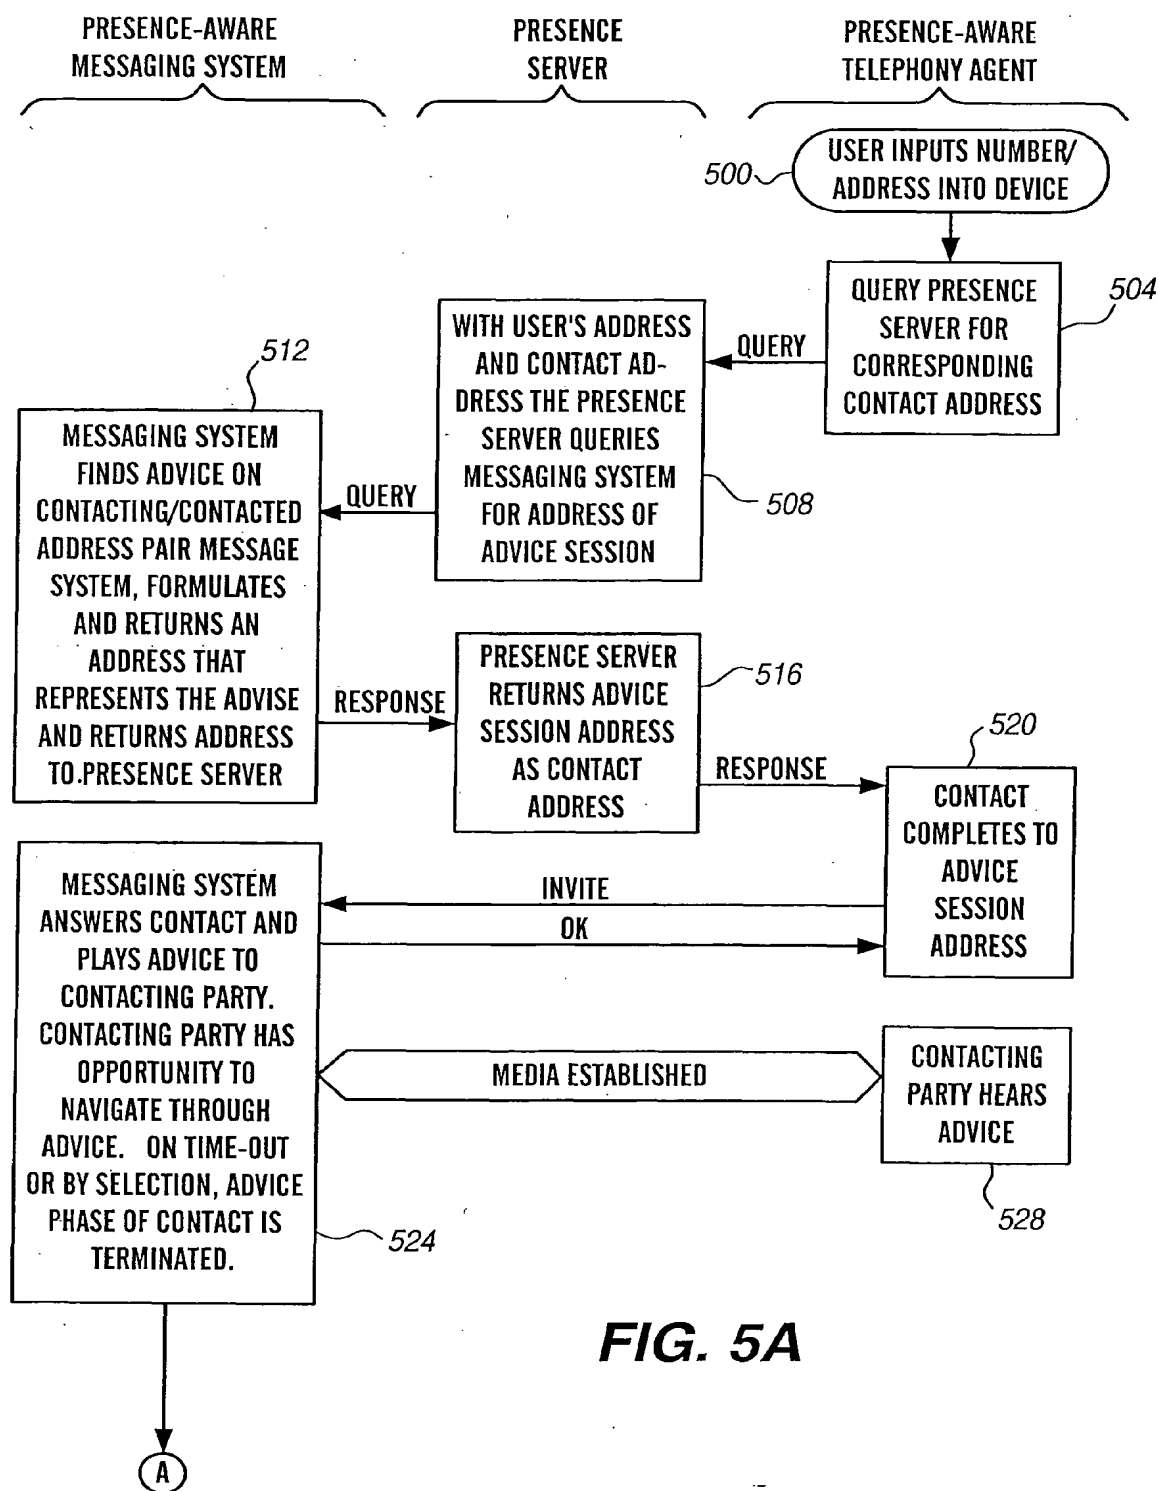 PRESENCE-AWARE
MESSAGING SYSTEM
PRESENCE
SERVER
PRESENCE-AWARE
TELEPHONY AGENT
500
USER INPUTS NUMBER/
ADDRESS INTO DEVICE
504
QUERY PRESENCE
SERVER FOR
CORRESPONDING
CONTACT ADDRESS
QUERY
WITH USER'S ADDRESS
AND CONTACT AD-
DRESS THE PRESENCE
SERVER QUERIES
MESSAGING SYSTEM
FOR ADDRESS OF
ADVICE SESSION
508
QUERY
512
MESSAGING SYSTEM
FINDS ADVICE ON
CONTACTING/CONTACTED
ADDRESS PAIR MESSAGE
SYSTEM, FORMULATES
AND RETURNS AN
ADDRESS THAT
REPRESENTS THE ADVISE
AND RETURNS ADDRESS
TO PRESENCE SERVER
RESPONSE
PRESENCE SERVER
RETURNS ADVICE
SESSION ADDRESS
AS CONTACT
ADDRESS
516
RESPONSE
520
CONTACT
COMPLETES TO
ADVICE
SESSION
ADDRESS
INVITE
OK
MESSAGING SYSTEM
ANSWERS CONTACT AND
PLAYS ADVICE TO
CONTACTING PARTY.
CONTACTING PARTY HAS
OPPORTUNITY TO
NAVIGATE THROUGH
ADVICE. ON TIME-OUT
OR BY SELECTION, ADVICE
PHASE OF CONTACT IS
TERMINATED.
524
MEDIA ESTABLISHED
CONTACTING
PARTY HEARS
ADVICE
528
FIG. 5A
A